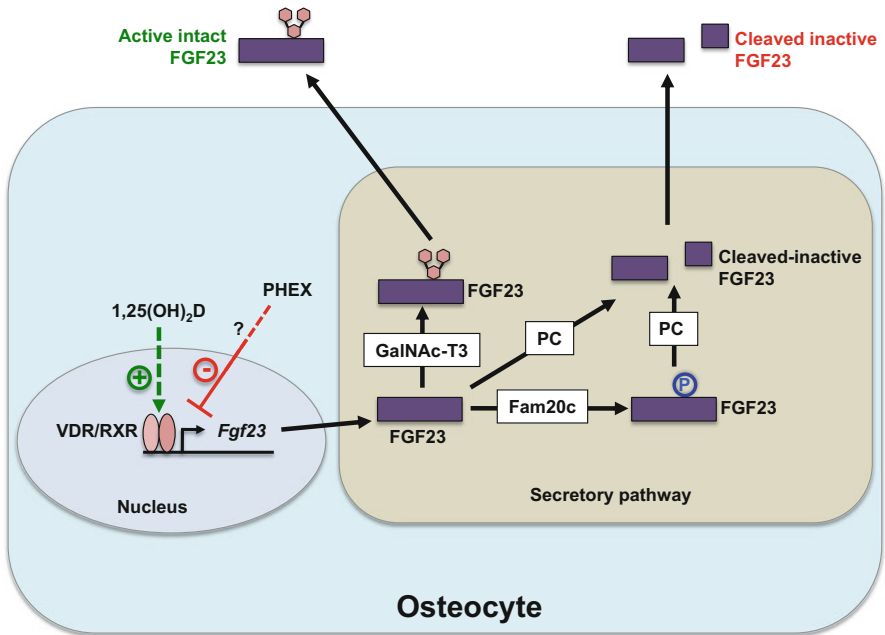 Active intact
FGF23
Cleaved inactive
FGF23
FGF23
Cleaved-inactive
FGF23
PHEX
1,25(OH)₂D
?
GalNAc-T3
PC
PC
+
-
P
VDR/RXR
Fgf23
FGF23
Fam20c
FGF23
Nucleus
Secretory pathway
Osteocyte